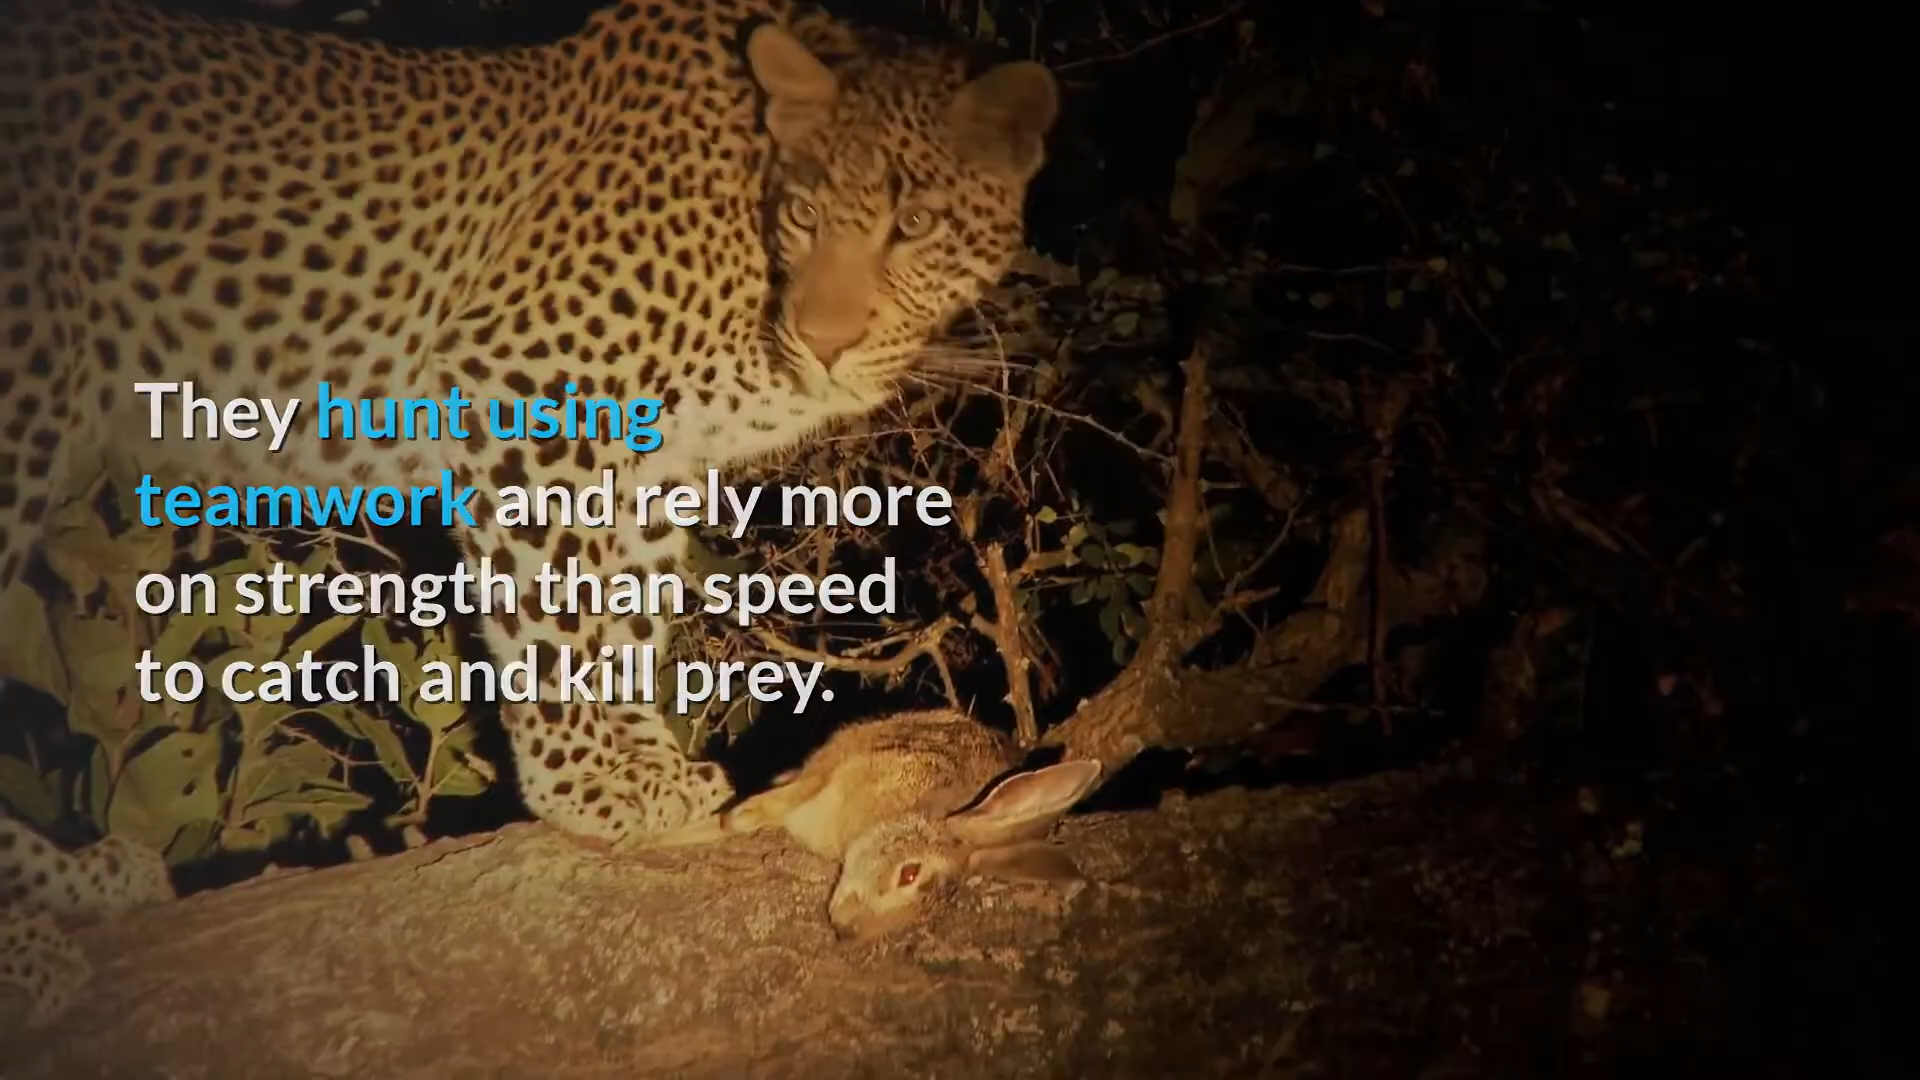 They hunt using
teamwork and rely more
on strength than speed
to catch and kill prey.